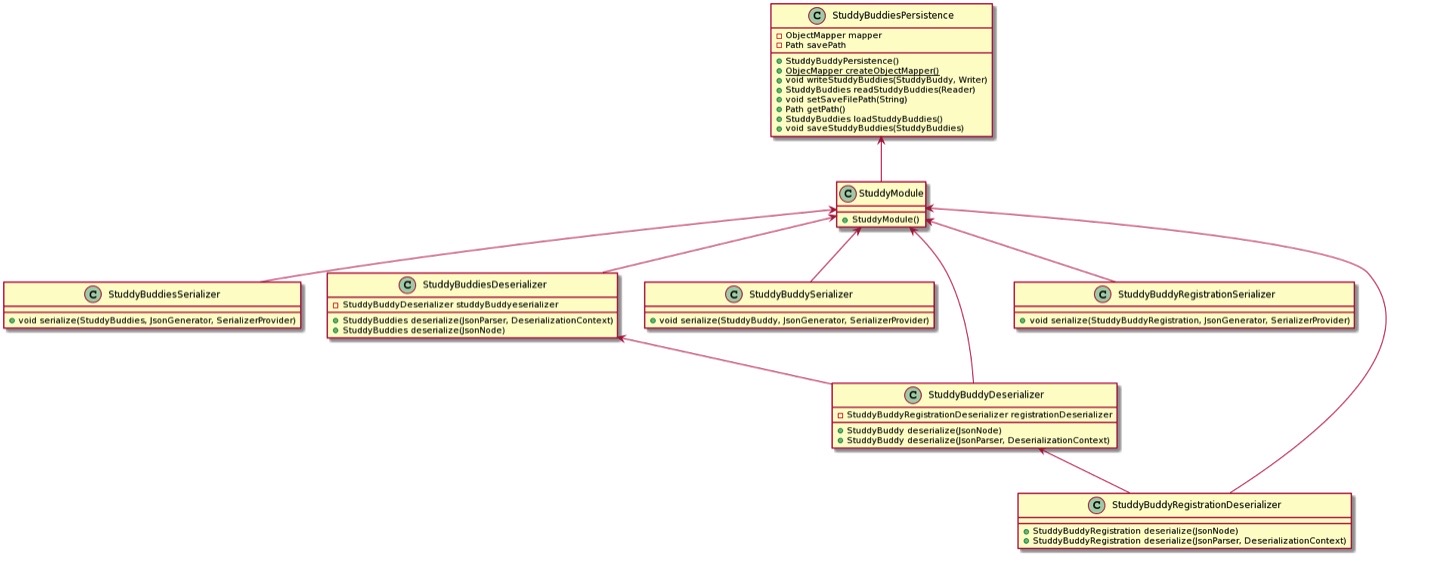 C StuddyBuddiesPersistence
ObjectMapper mapper
Path savePath
StuddyBuddyPersistence()
ObjecMapper createObjectMapper()
void writeStuddyBuddies(StuddyBuddy, Writer)
StuddyBuddies readStuddyBuddies(Reader)
void setSaveFilePath(String)
Path getPath()
StuddyBuddies loadStuddyBuddies()
void saveStuddyBuddies(StuddyBuddies)
C StuddyModule
StuddyModule()
C StuddyBuddiesSerializer
void serialize(StuddyBuddies, JsonGenerator, SerializerProvider)
C StuddyBuddiesDeserializer
StuddyBuddyDeserializer studdyBuddyeserializer
StuddyBuddies deserialize(JsonParser, DeserializationContext)
StuddyBuddies deserialize(JsonNode)
C StuddyBuddySerializer
void serialize(StuddyBuddy, JsonGenerator, SerializerProvider)
C StuddyBuddyRegistrationSerializer
void serialize(StuddyBuddyRegistration, JsonGenerator, SerializerProvider)
C StuddyBuddyDeserializer
StuddyBuddyRegistrationDeserializer registrationDeserializer
StuddyBuddy deserialize(JsonNode)
StuddyBuddy deserialize(JsonParser, DeserializationContext)
C StuddyBuddyRegistrationDeserializer
StuddyBuddyRegistration deserialize(JsonNode)
StuddyBuddyRegistration deserialize(JsonParser, DeserializationContext)